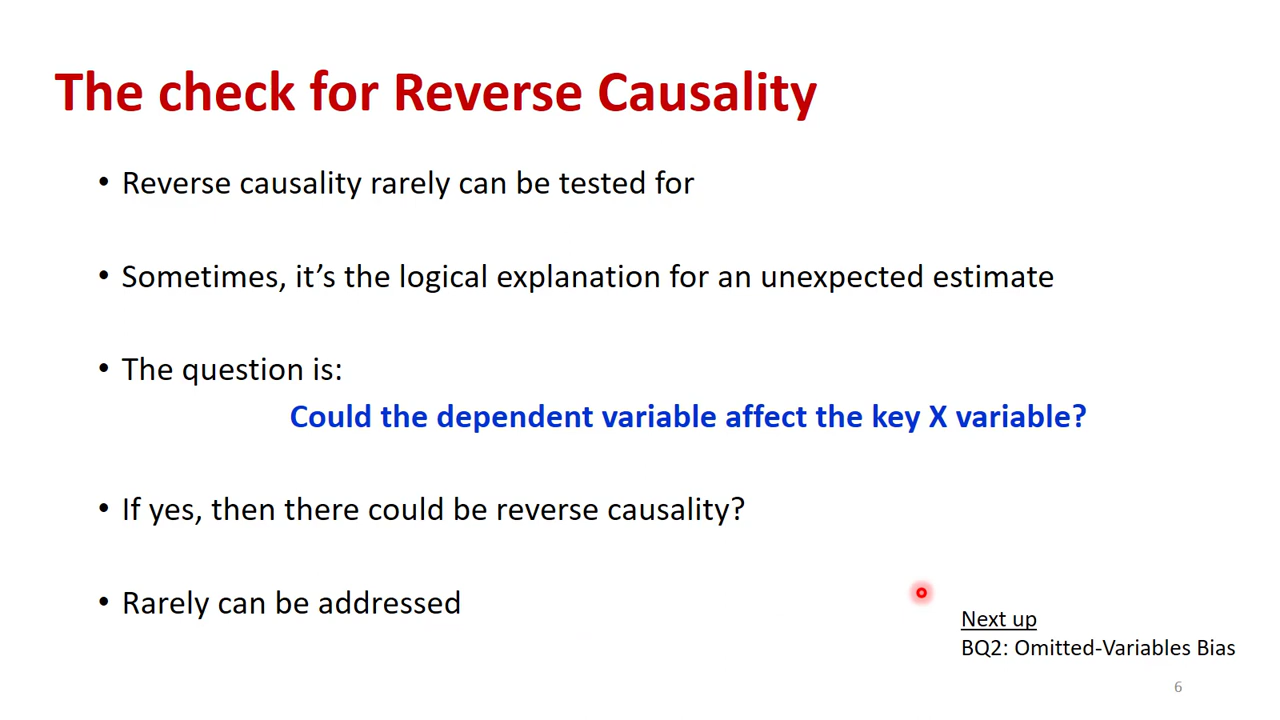 The check for Reverse Causality
• Reverse causality rarely can be tested for
• Sometimes, it’s the logical explanation for an unexpected estimate
• The question is:
Could the dependent variable affect the key X variable?
• If yes, then there could be reverse causality?
• Rarely can be addressed
Next up
BQ2: Omitted-Variables Bias
6